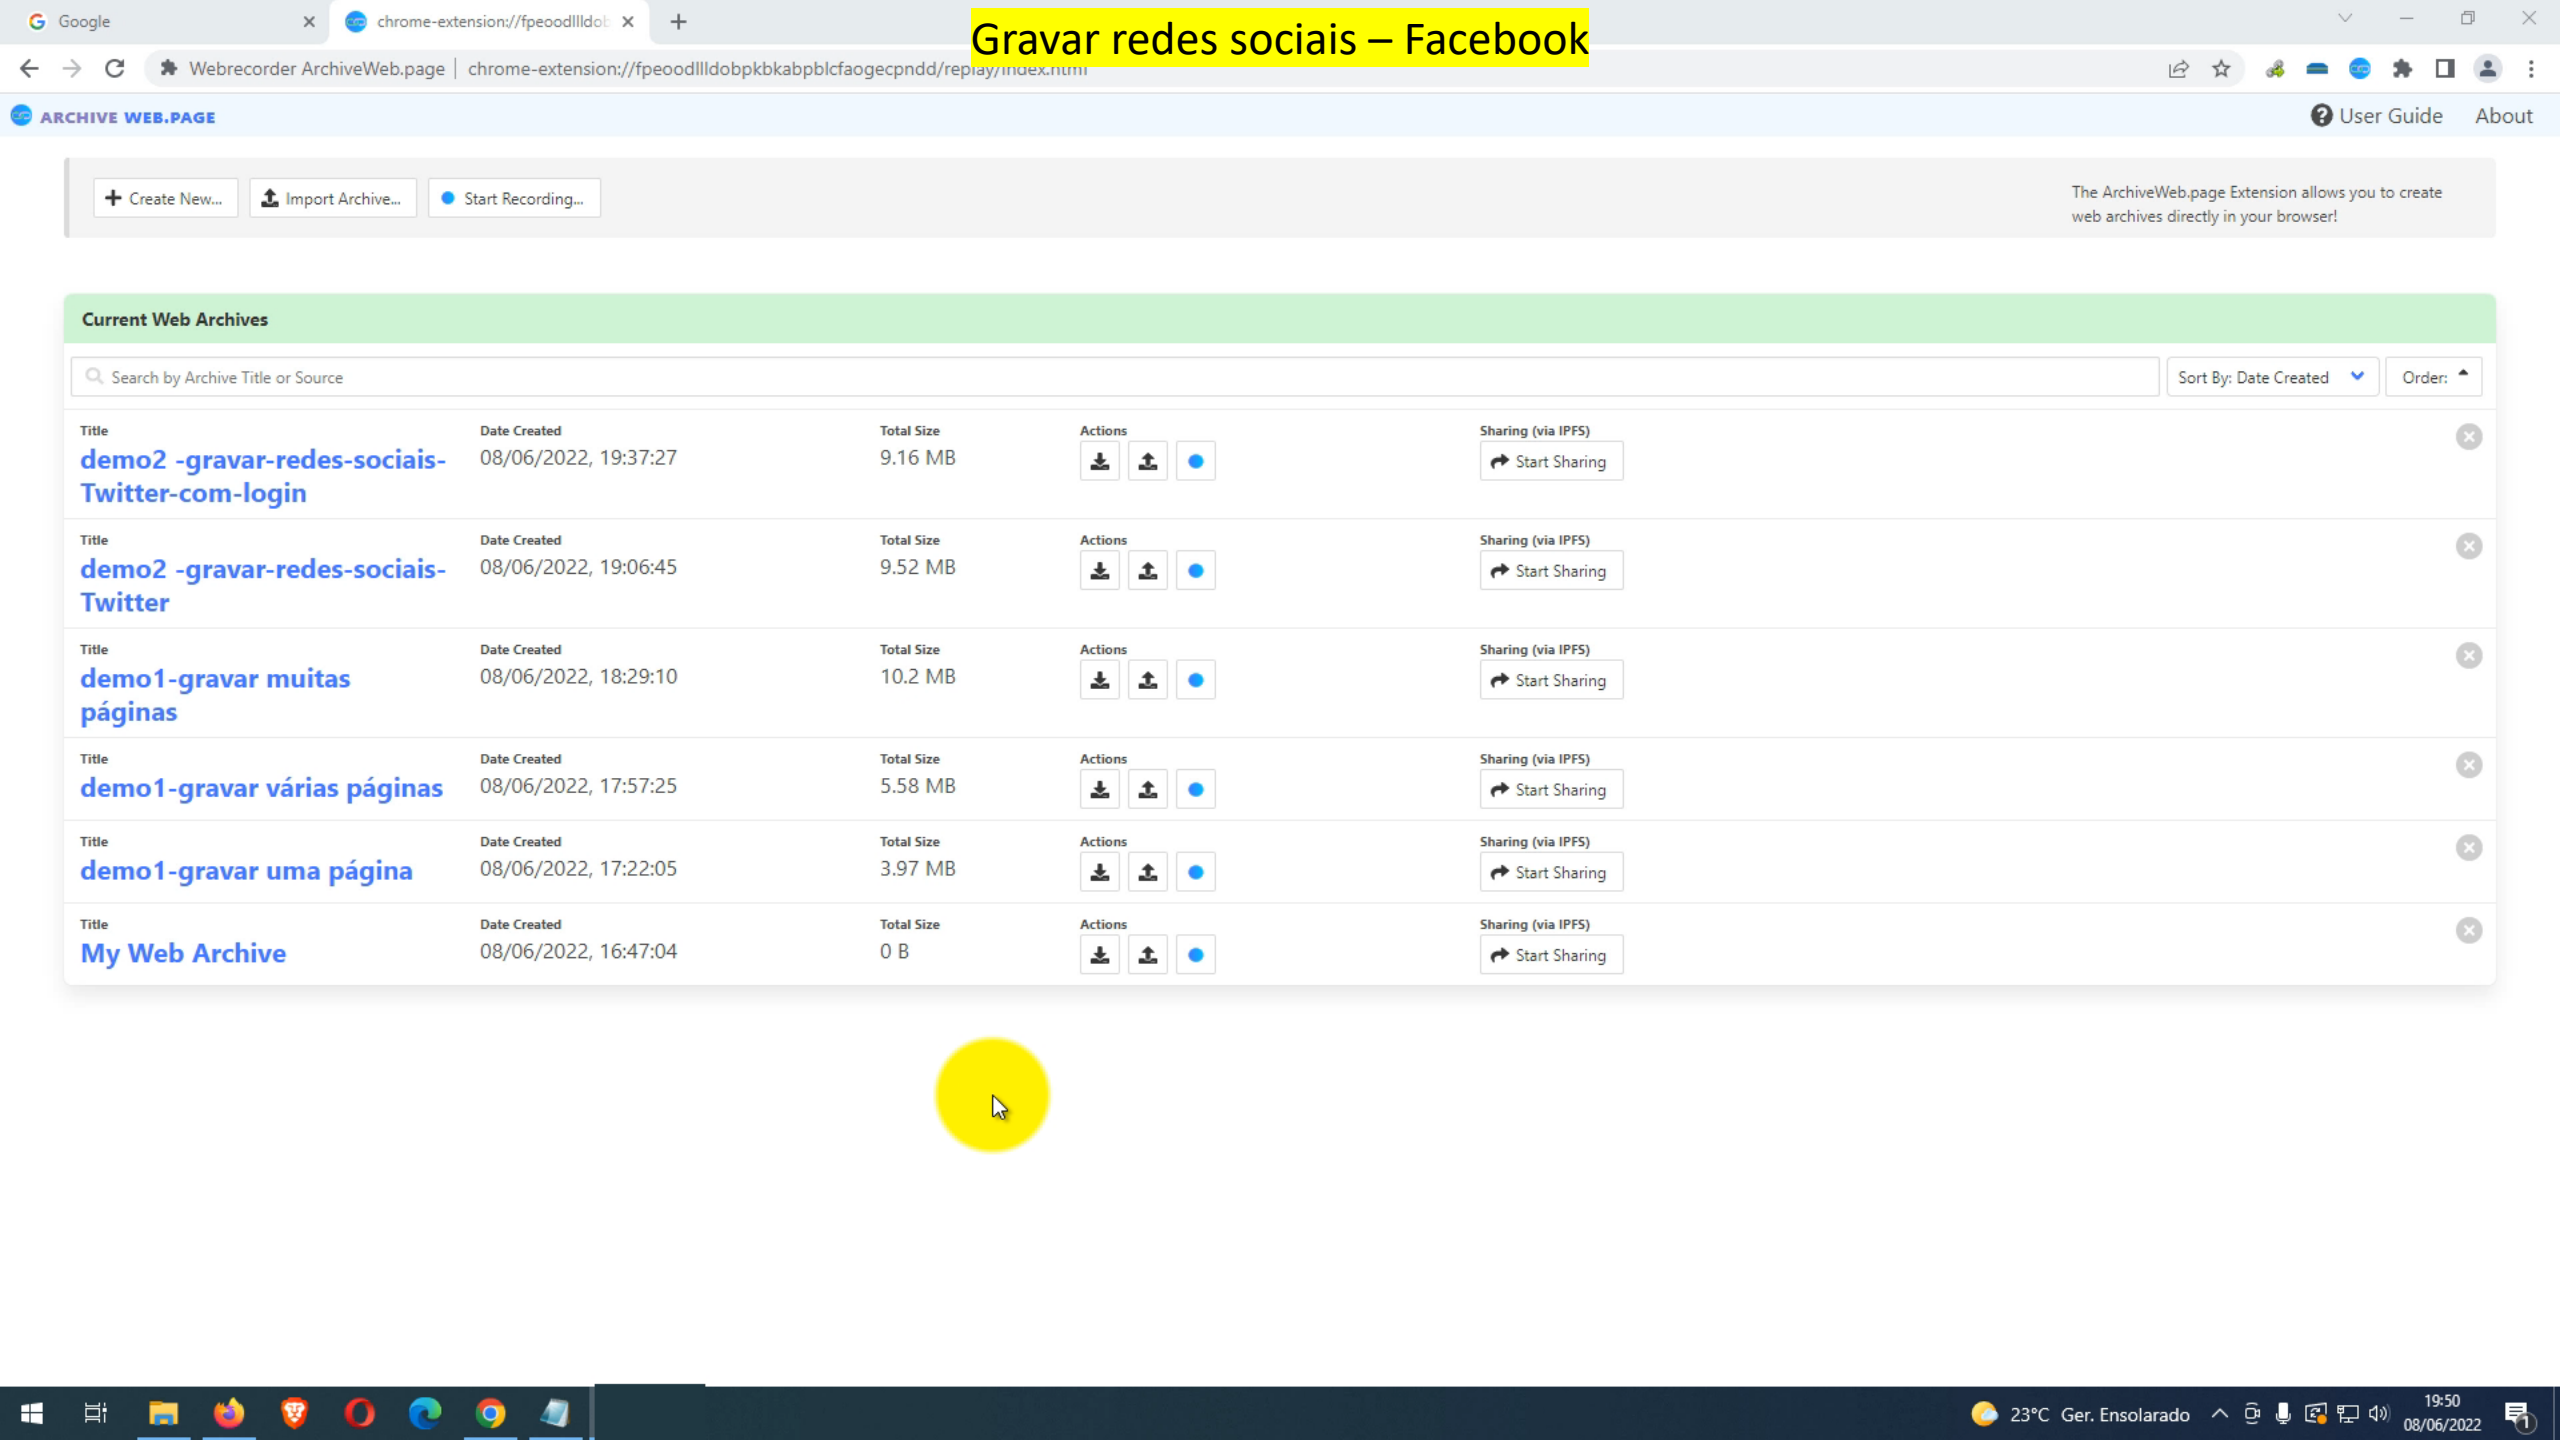 Google
chrome-extension://fpeoodllldob
Gravar redes sociais – Facebook
Webrecorder ArchiveWeb.page | chrome-extension://fpeoodllldobpkbkabpblcfaogecpndd/replay/index.html
ARCHIVE WEB.PAGE
User Guide About
Create New...
Import Archive...
Start Recording...
The ArchiveWeb.page Extension allows you to create
web archives directly in your browser!
Current Web Archives
Search by Archive Title or Source
Sort By: Date Created
Order:
Title Date Created Total Size Actions Sharing (via IPFS)
demo2 -gravar-redes-sociais- 08/06/2022, 19:37:27 9.16 MB Start Sharing
Twitter-com-login
Title Date Created Total Size Actions Sharing (via IPFS)
demo2 -gravar-redes-sociais- 08/06/2022, 19:06:45 9.52 MB Start Sharing
Twitter
Title Date Created Total Size Actions Sharing (via IPFS)
demo1-gravar muitas 08/06/2022, 18:29:10 10.2 MB Start Sharing
páginas
Title Date Created Total Size Actions Sharing (via IPFS)
demo1-gravar várias páginas 08/06/2022, 17:57:25 5.58 MB Start Sharing
Title Date Created Total Size Actions Sharing (via IPFS)
demo1-gravar uma página 08/06/2022, 17:22:05 3.97 MB Start Sharing
Title Date Created Total Size Actions Sharing (via IPFS)
My Web Archive 08/06/2022, 16:47:04 0 B Start Sharing
23°C Ger. Ensolarado
19:50
08/06/2022
1